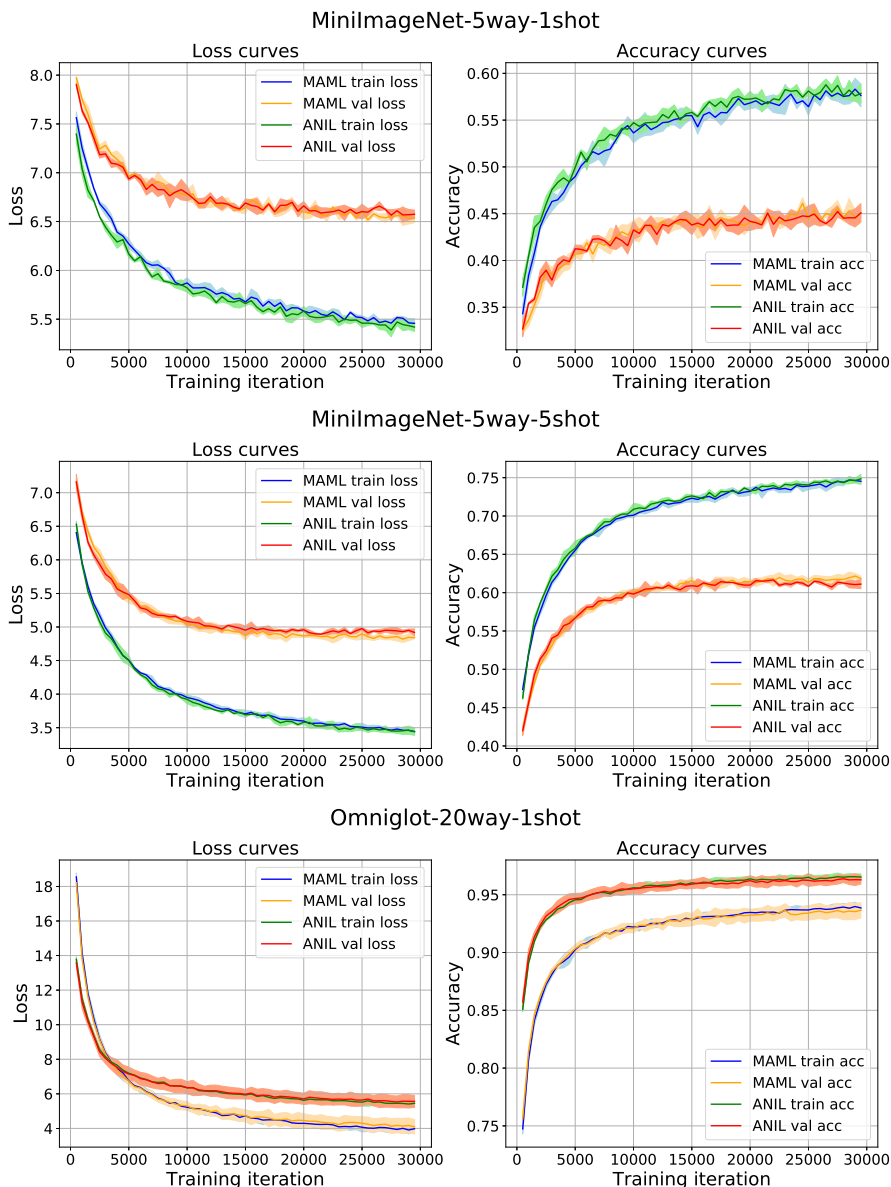 MiniImageNet-5way-1shot
Loss curves
8.0
7.5
7.0
6.5
6.0
5.5
Loss
MAML train loss
MAML val loss
ANIL train loss
ANIL val loss
0 5000 10000 15000 20000 25000 30000
Training iteration
Accuracy curves
0.60
0.55
0.50
0.45
0.40
0.35
Accuracy
MAML train acc
MAML val acc
ANIL train acc
ANIL val acc
0 5000 10000 15000 20000 25000 30000
Training iteration
MiniImageNet-5way-5shot
Loss curves
7.0
6.5
6.0
5.5
5.0
4.5
4.0
3.5
Loss
MAML train loss
MAML val loss
ANIL train loss
ANIL val loss
0 5000 10000 15000 20000 25000 30000
Training iteration
Accuracy curves
0.75
0.70
0.65
0.60
0.55
0.50
0.45
0.40
Accuracy
MAML train acc
MAML val acc
ANIL train acc
ANIL val acc
0 5000 10000 15000 20000 25000 30000
Training iteration
Omniglot-20way-1shot
Loss curves
18
16
14
12
10
8
6
4
Loss
MAML train loss
MAML val loss
ANIL train loss
ANIL val loss
0 5000 10000 15000 20000 25000 30000
Training iteration
Accuracy curves
0.95
0.90
0.85
0.80
0.75
Accuracy
MAML train acc
MAML val acc
ANIL train acc
ANIL val acc
0 5000 10000 15000 20000 25000 30000
Training iteration